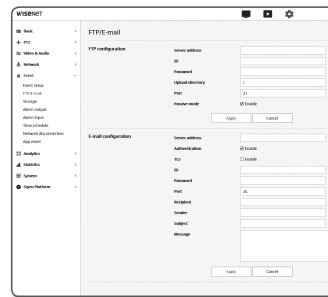 WISENET
Basic
PTZ
Video & Audio
Network
Event
Event setup
FTP/E-mail
Storage
Alarm output
Alarm input
Time schedule
Network disconnection
App event
Analytics
Statistics
System
Open Platform
FTP/E-mail
FTP configuration
Server address
ID
Password
Upload directory
/
Port
21
Passive mode
Enable
Apply
Cancel
E-mail configuration
Server address
Authentication
Enable
TLS
Enable
ID
Password
Port
25
Recipient
Sender
Subject
Message
Apply
Cancel